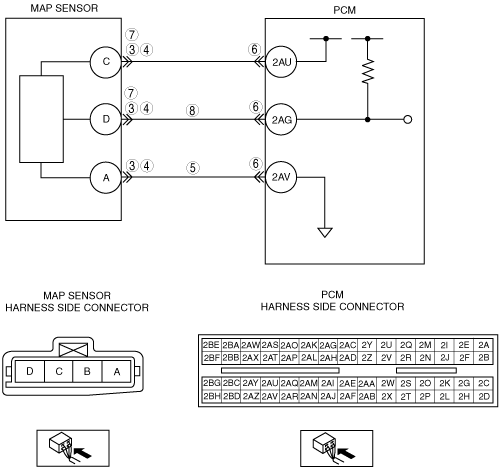 MAP SENSOR
PCM
7
3 4 6
C 2AU
7
3 4 8 6
D 2AG
3 4 5 6
A 2AV
MAP SENSOR
HARNESS SIDE CONNECTOR
PCM
HARNESS SIDE CONNECTOR
D C B A
2BE 2BA 2AW 2AS 2AO 2AK 2AG 2AC 2Y 2U 2Q 2M 2I 2E 2A
2BF 2BB 2AX 2AT 2AP 2AL 2AH 2AD 2Z 2V 2R 2N 2J 2F 2B
2BG 2BC 2AY 2AU 2AQ 2AM 2AI 2AE 2AA 2W 2S 2O 2K 2G 2C
2BH 2BD 2AZ 2AV 2AR 2AN 2AJ 2AF 2AB 2X 2T 2P 2L 2H 2D